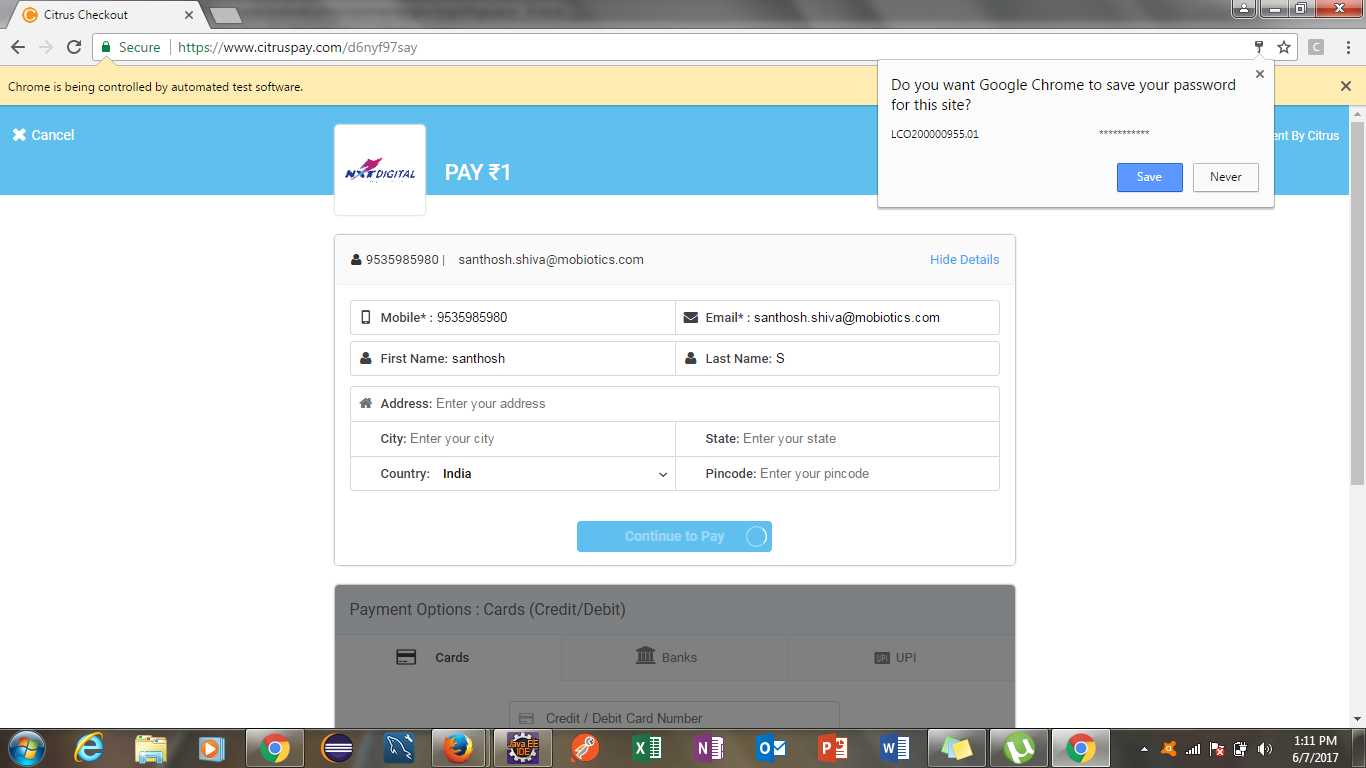 Citrus Checkout
Secure
https://www.citruspay.com/d6nyf97say
Chrome is being controlled by automated test software.
Do you want Google Chrome to save your password
for this site?
LCO200000955.01 ***********
Save Never
Cancel
NXTDIGITAL
PAY ₹1
ent By Citrus
9535985980 | santhosh.shiva@mobiotics.com Hide Details
Mobile* : 9535985980 Email* : santhosh.shiva@mobiotics.com
First Name: santhosh Last Name: S
Address: Enter your address
City: Enter your city State: Enter your state
Country: India Pincode: Enter your pincode
Continue to Pay
Payment Options : Cards (Credit/Debit)
Cards Banks UPI UPI
Credit / Debit Card Number
Java EE
IDE
1:11 PM
6/7/2017